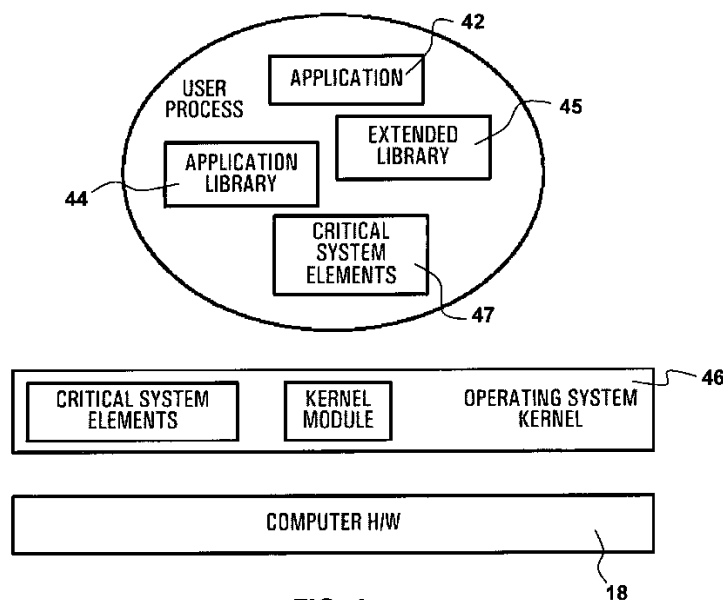 42
APPLICATION
USER
PROCESS
45
EXTENDED
LIBRARY
APPLICATION
LIBRARY
44
CRITICAL
SYSTEM
ELEMENTS
47
46
CRITICAL SYSTEM
ELEMENTS
KERNEL
MODULE
OPERATING SYSTEM
KERNEL
COMPUTER H/W
18